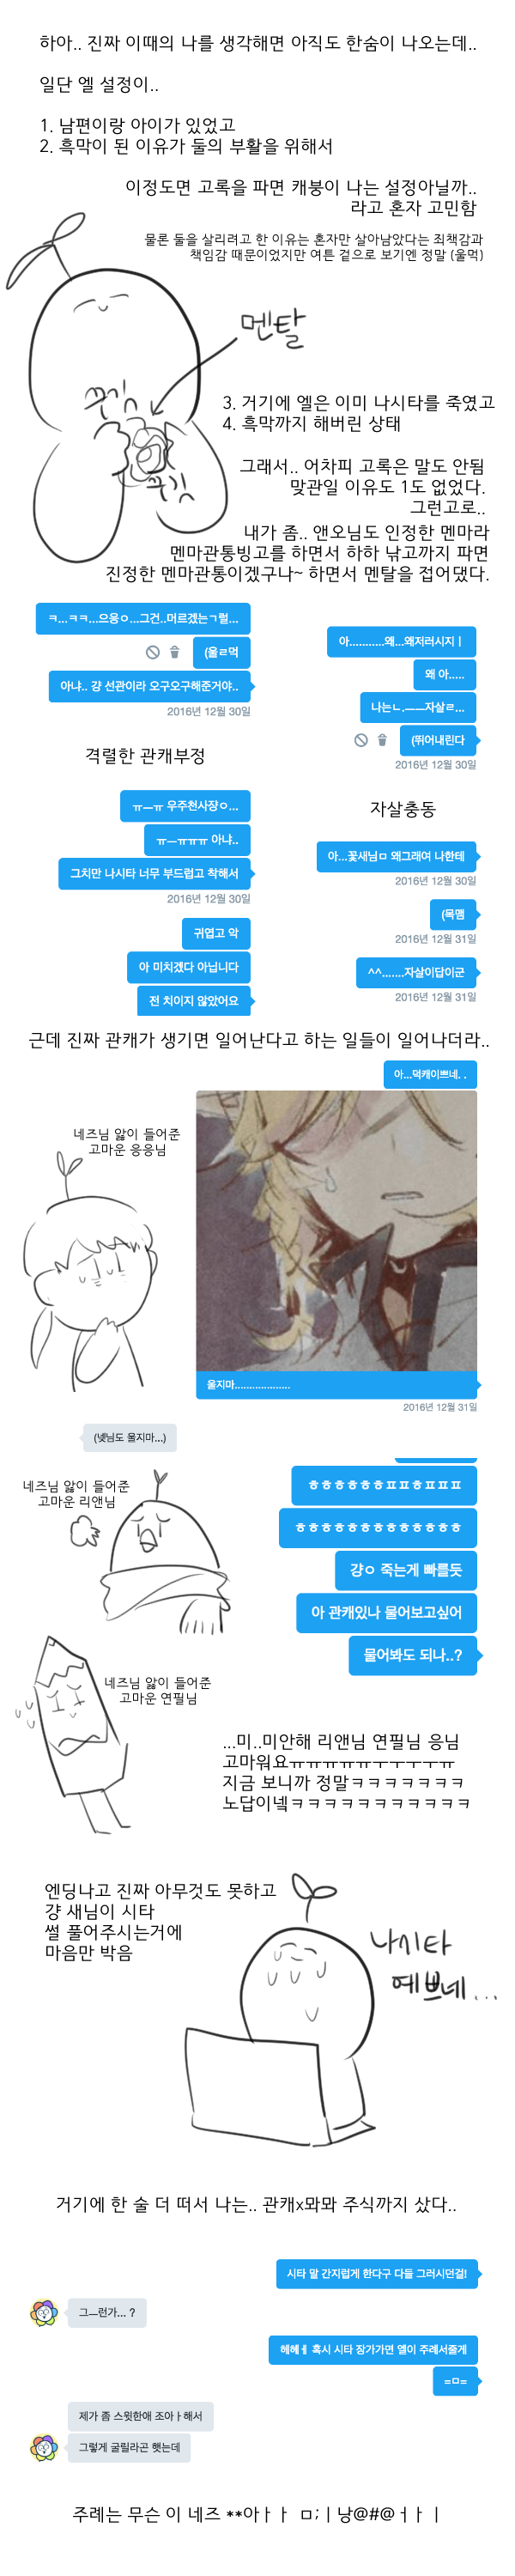 하아.. 진짜 이때의 나를 생각해면 아직도 한숨이 나오는데..
일단 엘 설정이..
1. 남편이랑 아이가 있었고
2. 흑막이 된 이유가 둘의 부활을 위해서
이정도면 고록을 파면 캐붕이 나는 설정아닐까..
라고 혼자 고민함
물론 둘을 살리려고 한 이유는 혼자만 살아남았다는 죄책감과
책임감 때문이었지만 여튼 겉으로 보기엔 정말 (울먹)
멘탈
꾸깃
꾸깃
3. 거기에 엘은 이미 나시타를 죽였고
4. 흑막까지 해버린 상태
그래서.. 어차피 고록은 말도 안됨
맞관일 이유도 1도 없었다.
그런고로..
내가 좀.. 앤오님도 인정한 멘마라
멘마관통빙고를 하면서 하하 낚고까지 파면
진정한 멘마관통이겠구나~ 하면서 멘탈을 접어댔다.
ㅋ...ㅋㅋ...으응ㅇ...그건..머르겠는ㄱ럴...
(울ㄹ먹
아냐.. 걍 선관이라 오구오구해준거야..
2016년 12월 30일
격렬한 관캐부정
ㅠㅡㅠ 우주천사쟝ㅇ...
ㅠㅡㅠㅠㅠ 아냐..
그치만 나시타 너무 부드럽고 착해서
2016년 12월 30일
귀엽고 악
아 미치겠다 아닙니다
전 치이지 않았어요
아...........왜...왜저러시지ㅣ
왜 아.....
나는ㄴ.ㅡㅡ자살ㄹ...
(뛰어내린다
2016년 12월 30일
자살충동
아...꽃새님ㅁ 왜그래여 나한테
2016년 12월 30일
(목맴
2016년 12월 31일
^^.......자살이답이군
2016년 12월 31일
근데 진짜 관캐가 생기면 일어난다고 하는 일들이 일어나더라..
아...덕캐이쁘네. .
네즈님 앓이 들어준
고마운 응응님
울지마...................
2016년 12월 31일
(넺님도 울지마...)
네즈님 앓이 들어준
고마운 리앤님
ㅎㅎㅎㅎㅎㅎㅍㅍㅎㅍㅍㅍ
ㅎㅎㅎㅎㅎㅎㅎㅎㅎㅎㅎㅎㅎ
걍ㅇ 죽는게 빠를듯
아 관캐있나 물어보고싶어
물어봐도 되나..?
네즈님 앓이 들어준
고마운 연필님
...미..미안해 리앤님 연필님 응님
고마워요ㅠㅠㅠㅠㅠㅜㅜㅜㅜㅠ
지금 보니까 정말ㅋㅋㅋㅋㅋㅋㅋ
노답이넼ㅋㅋㅋㅋㅋㅋㅋㅋㅋㅋㅋ
엔딩나고 진짜 아무것도 못하고
걍 새님이 시타
썰 풀어주시는거에
마음만 박음
나시타
예쁘네...
거기에 한 술 더 떠서 나는.. 관캐x뫄뫄 주식까지 샀다..
시타 말 간지럽게 한다구 다들 그러시던걸!
그ㅡ런가... ?
헤헤ㅔ 혹시 시타 장가가면 엘이 주례서줄게
=ㅁ=
제가 좀 스윗한애 조아ㅏ해서
그렇게 굴릴라곤 햇는데
주례는 무슨 이 네즈 **아ㅏㅏ ㅁ;ㅣ낭@#@ㅓㅏㅣ